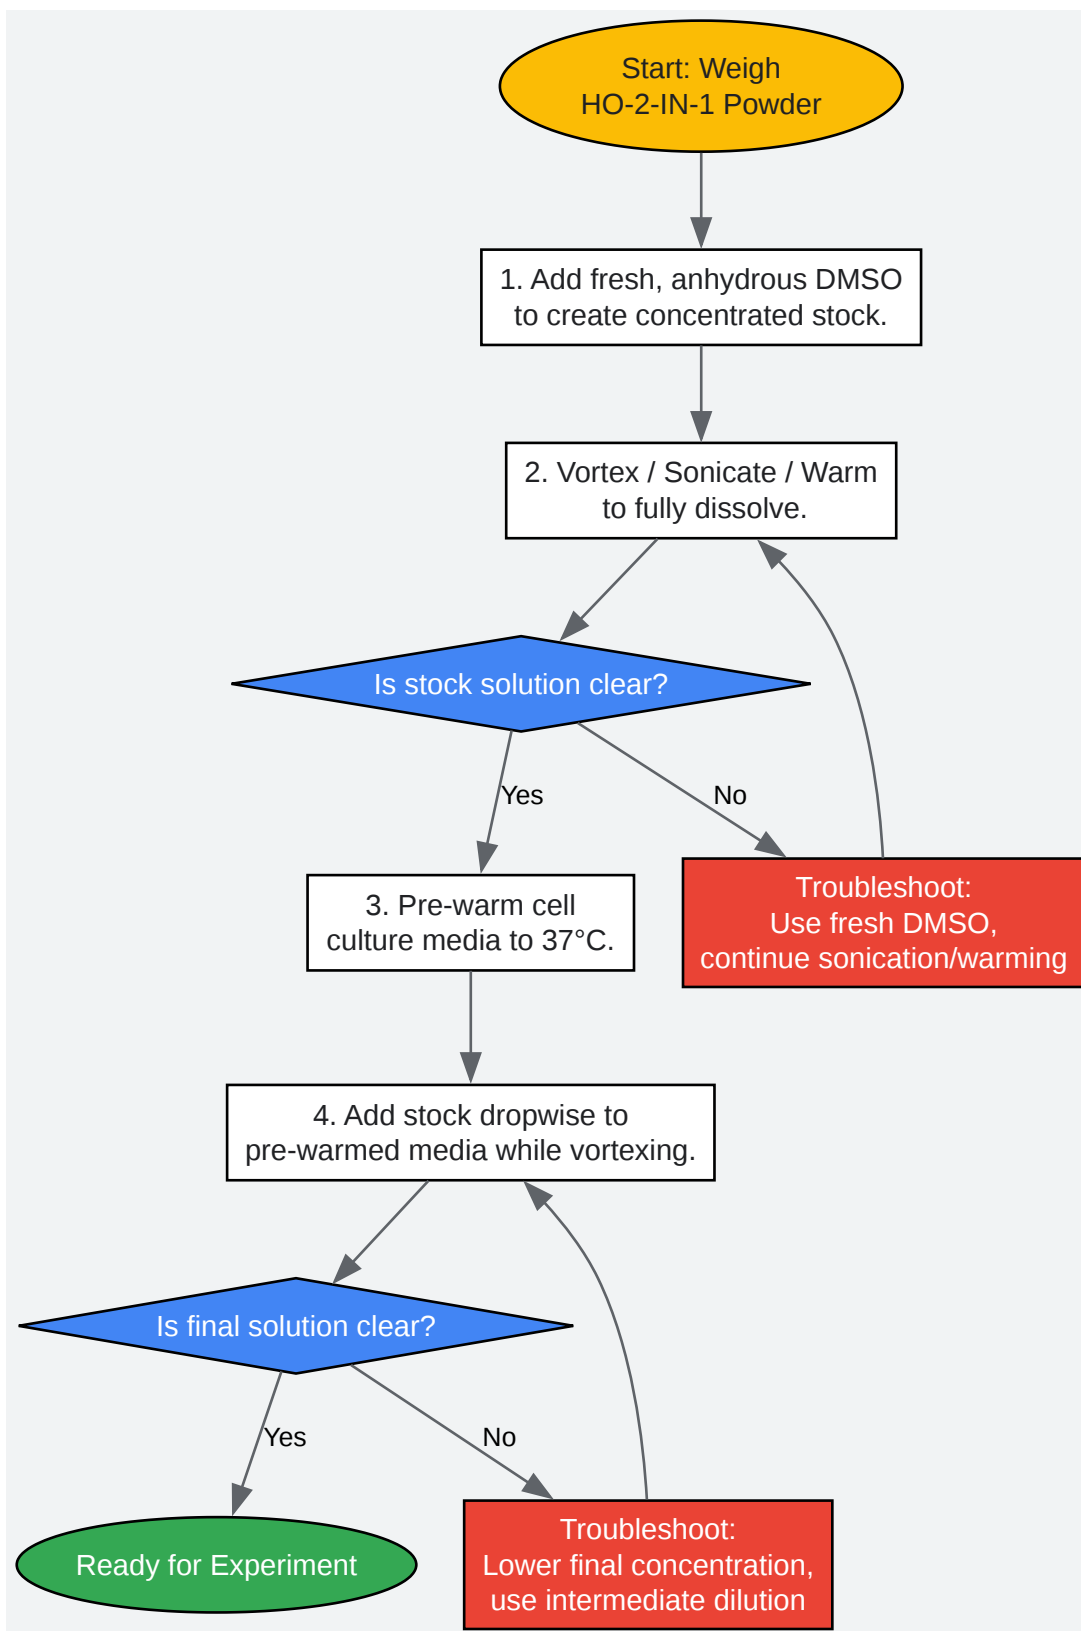 Start: Weigh
HO-2-IN-1 Powder
1. Add fresh, anhydrous DMSO
to create concentrated stock.
2. Vortex / Sonicate / Warm
to fully dissolve.
Is stock solution clear?
Yes
No
3. Pre-warm cell
culture media to 37°C.
Troubleshoot:
Use fresh DMSO,
continue sonication/warming
4. Add stock dropwise to
pre-warmed media while vortexing.
Is final solution clear?
Yes
No
Ready for Experiment
Troubleshoot:
Lower final concentration,
use intermediate dilution